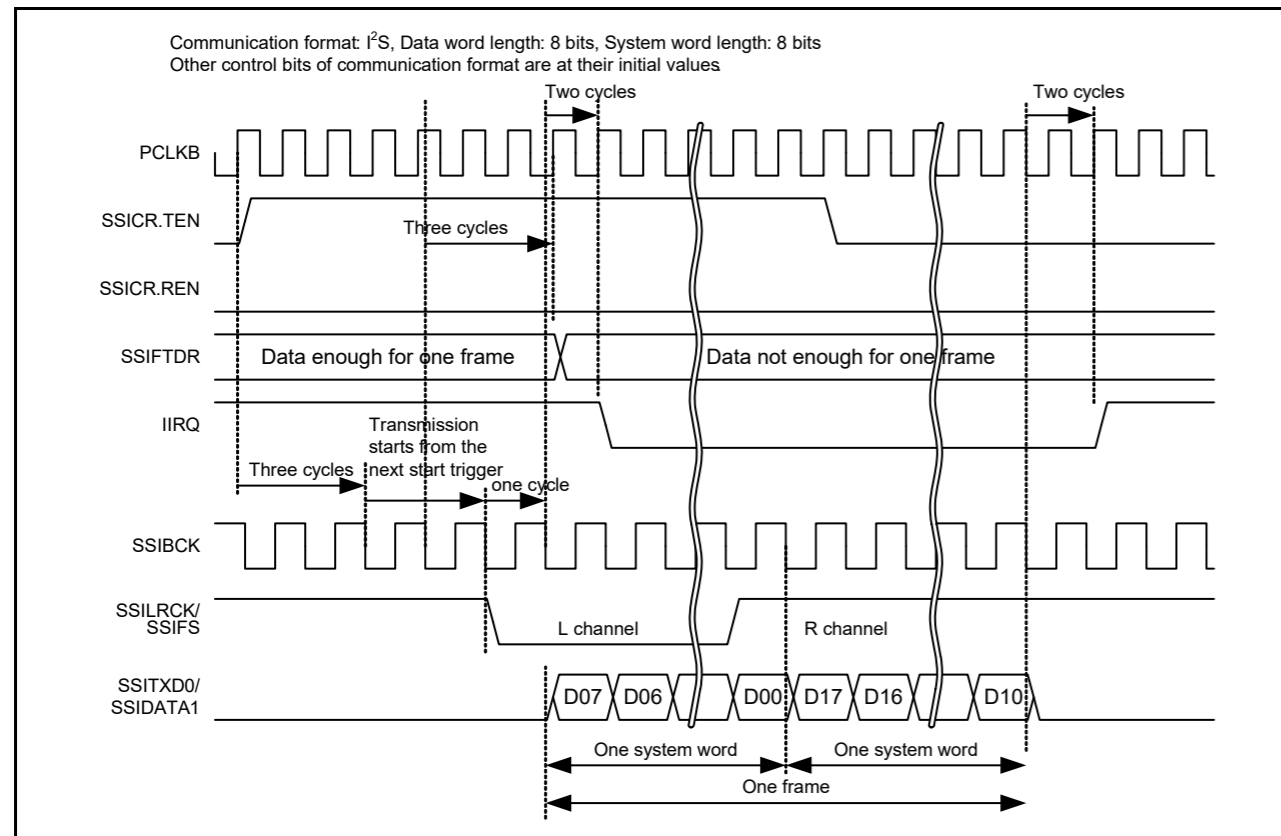 Communication format: I²S, Data word length: 8 bits, System word length: 8 bits
Other control bits of communication format are at their initial values.
Two cycles
Two cycles
PCLKB
SSICR.TEN
Three cycles
SSICR.REN
SSIFTDR
Data enough for one frame
Data not enough for one frame
IIRQ
Transmission
starts from the
next start trigger
Three cycles
one cycle
SSIBCK
SSILRCK/
SSIFS
L channel
R channel
SSITXD0/
SSIDATA1
D07
D06
D00
D17
D16
D10
One system word
One system word
One frame